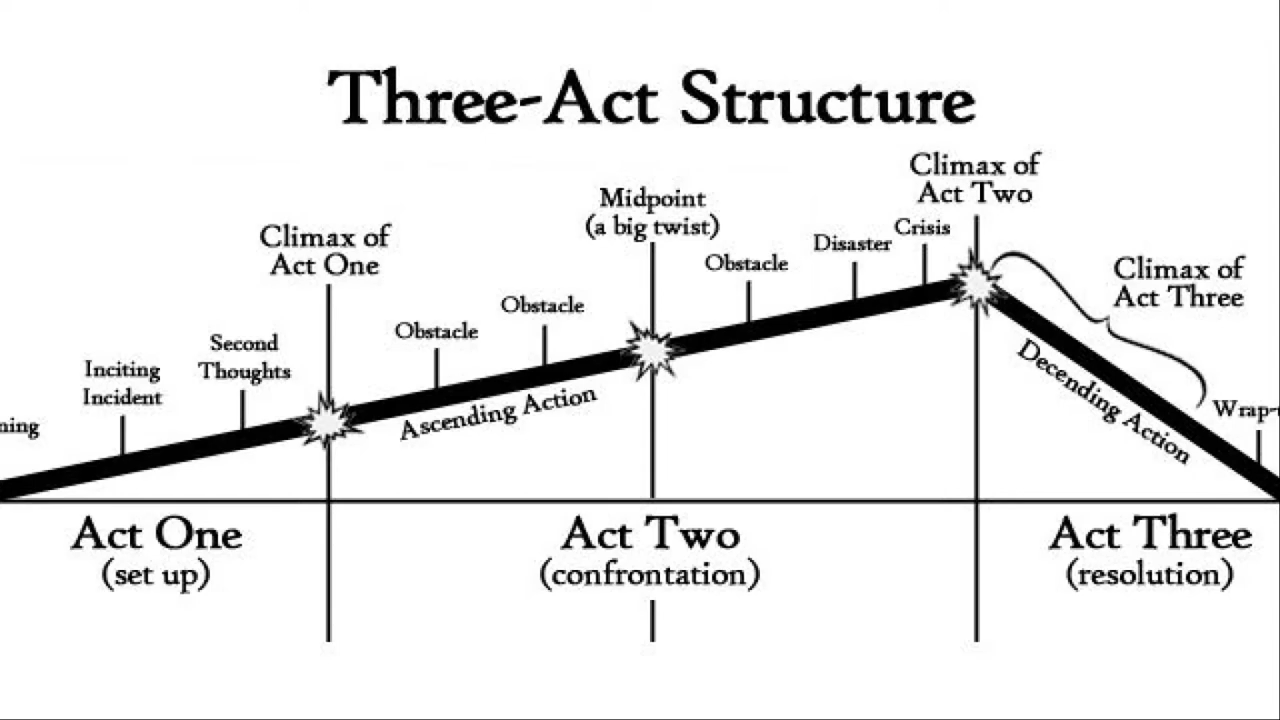 Three-Act Structure
Climax of
Act Two
Midpoint
(a big twist)
Crisis
Climax of
Act One
Disaster
Obstacle
Climax of
Act Three
Obstacle
Obstacle
Second
Thoughts
Inciting
Incident
ning
Ascending Action
Decending Action
Wrap-
Act One
(set up)
Act Two
(confrontation)
Act Three
(resolution)